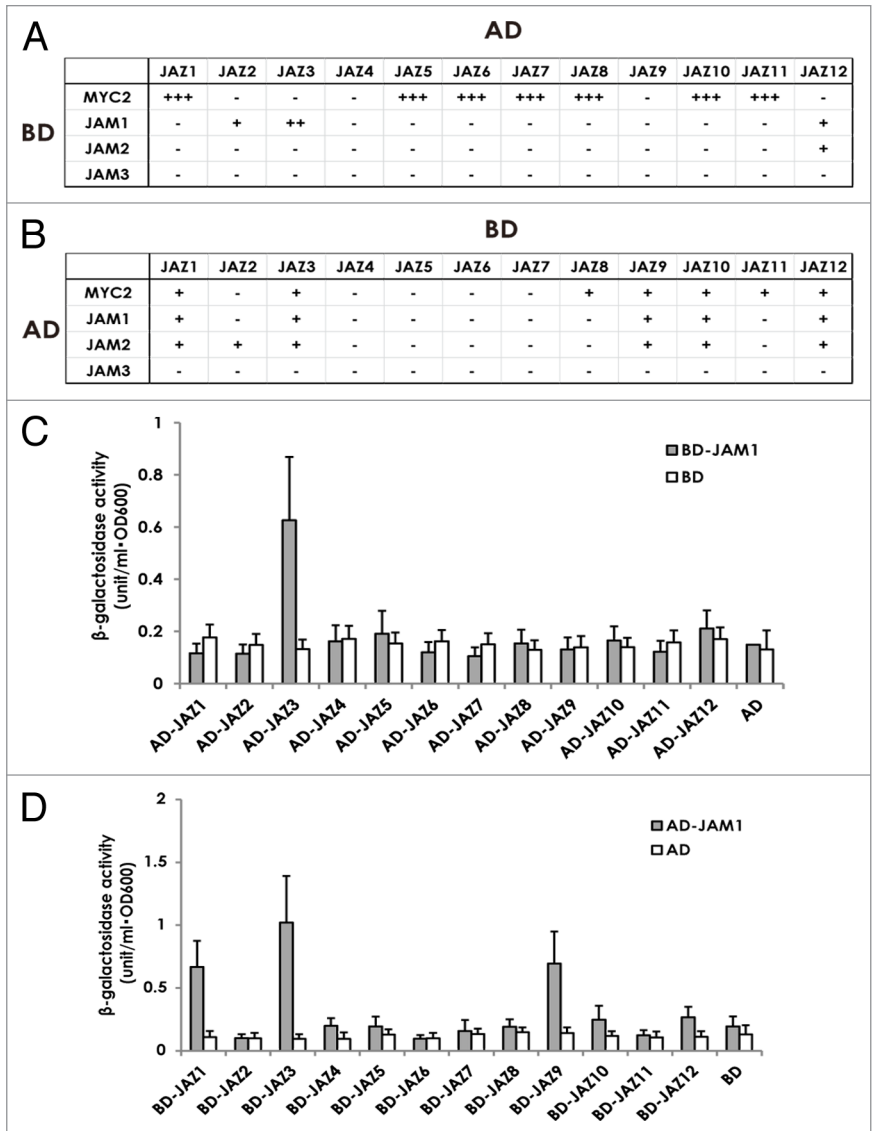 A
AD
JAZ1 JAZ2 JAZ3 JAZ4 JAZ5 JAZ6 JAZ7 JAZ8 JAZ9 JAZ10 JAZ11 JAZ12
MYC2 +++ - - - +++ +++ +++ +++ - +++ +++ -
BD
JAM1 - + ++ - - - - - - - - +
JAM2 - - - - - - - - - - - +
JAM3 - - - - - - - - - - - -
B
BD
JAZ1 JAZ2 JAZ3 JAZ4 JAZ5 JAZ6 JAZ7 JAZ8 JAZ9 JAZ10 JAZ11 JAZ12
MYC2 + - + - - - - + + + + +
AD
JAM1 + - + - - - - - + + - +
JAM2 + + + - - - - - + + - +
JAM3 - - - - - - - - - - - -
C
β-galactosidase activity
(unit/ml•OD600)
1
0.8
0.6
0.4
0.2
0
BD-JAM1
BD
AD-JAZ1 AD-JAZ2 AD-JAZ3 AD-JAZ4 AD-JAZ5 AD-JAZ6 AD-JAZ7 AD-JAZ8 AD-JAZ9 AD-JAZ10 AD-JAZ11 AD-JAZ12 AD
D
β-galactosidase activity
(unit/ml•OD600)
2
1.5
1
0.5
0
AD-JAM1
AD
BD-JAZ1 BD-JAZ2 BD-JAZ3 BD-JAZ4 BD-JAZ5 BD-JAZ6 BD-JAZ7 BD-JAZ8 BD-JAZ9 BD-JAZ10 BD-JAZ11 BD-JAZ12 BD